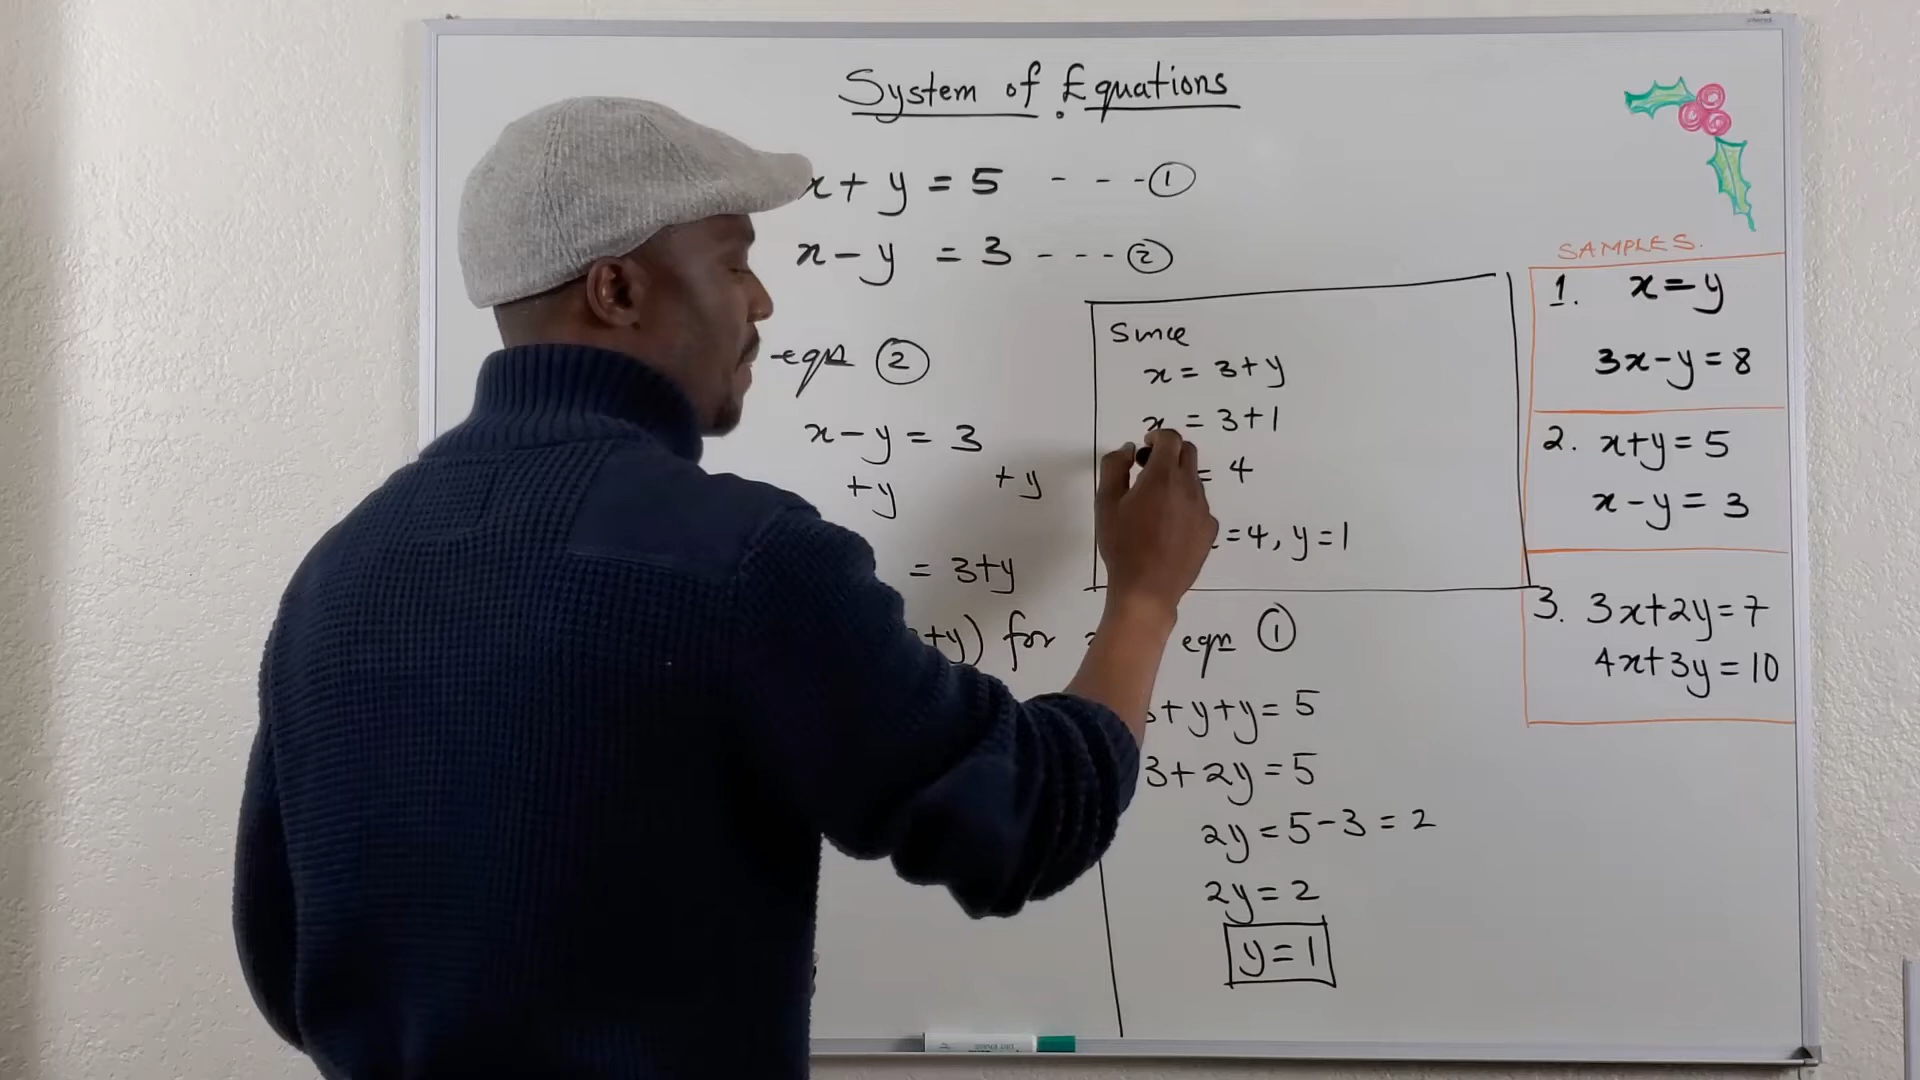 System of Equations
x + y = 5 - - - ①
x - y = 3 - - - ②
eqn ②
x - y = 3
+y +y
= 3+y
+y) for eqn ①
+ y + y = 5
3 + 2y = 5
2y = 5 - 3 = 2
2y = 2
y = 1
Since
x = 3 + y
x = 3 + 1
= 4
=4, y=1
SAMPLES.
1. x = y
3x - y = 8
2. x+y = 5
x - y = 3
3. 3x+2y = 7
4x+3y = 10